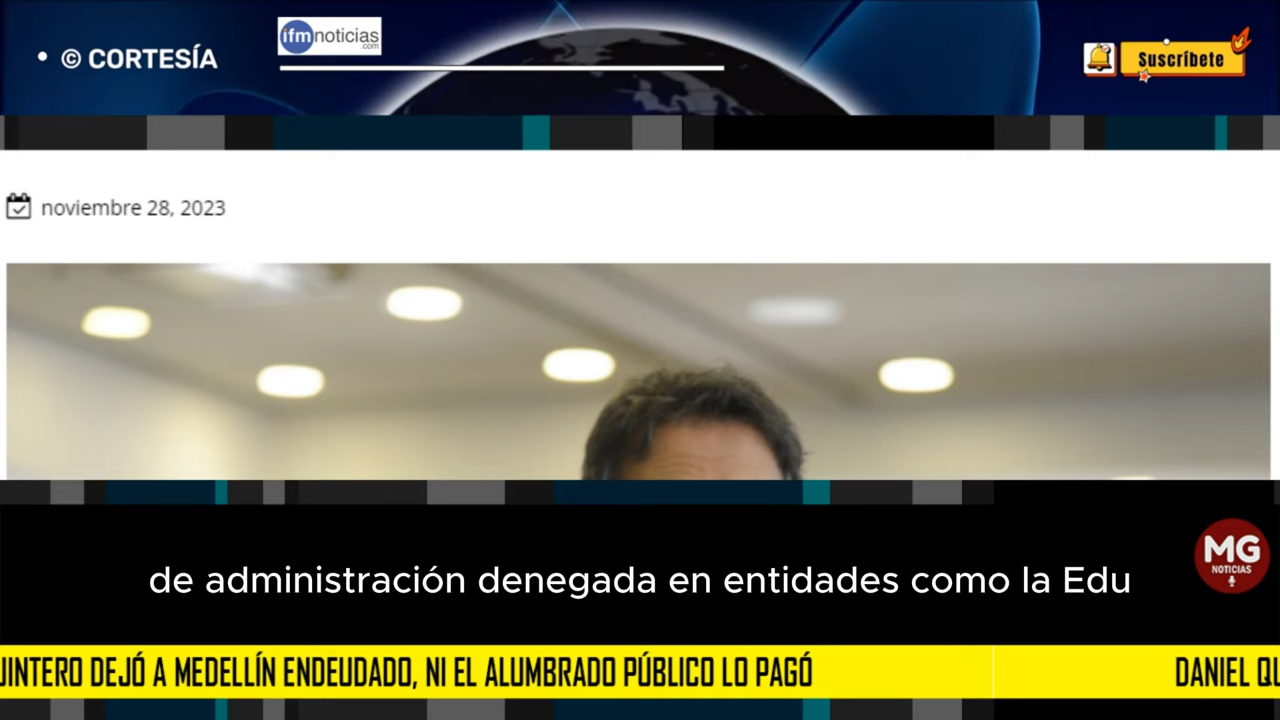 • © CORTESÍA
ifmnoticias
.com
Suscríbete
noviembre 28, 2023
MG
NOTICIAS
de administración denegada en entidades como la Edu
UINTERO DEJÓ A MEDELLÍN ENDEUDADO, NI EL ALUMBRADO PÚBLICO LO PAGÓ
DANIEL QU